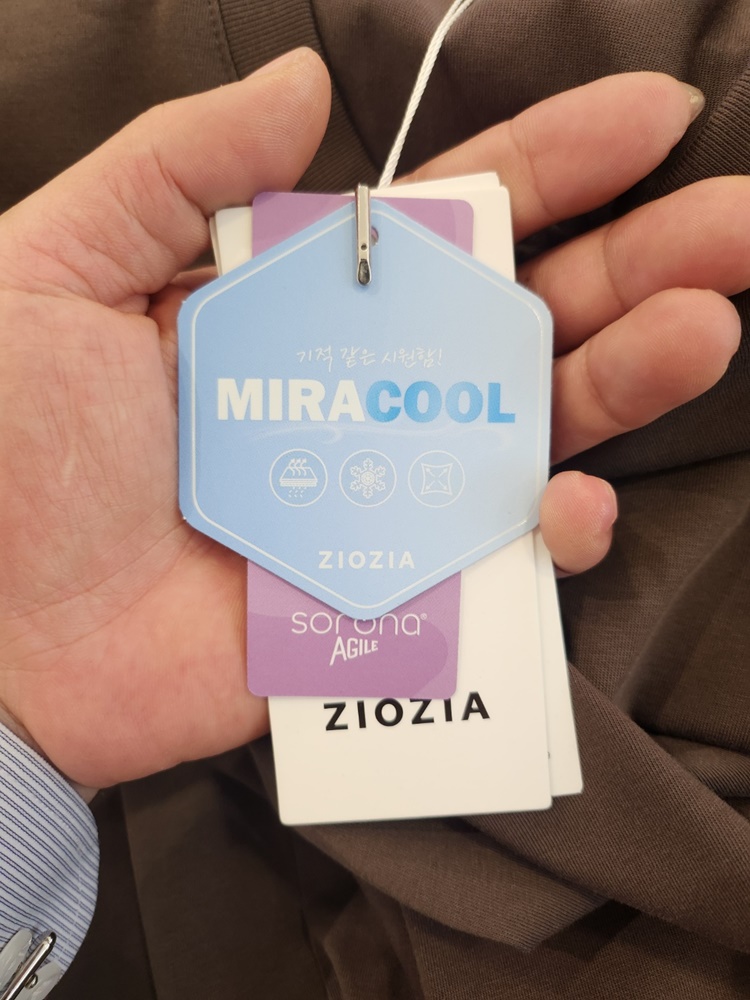 기적 같은 시원함!
MIRACOOL
ZIOZIA
sorona®
AGILE
ZIOZIA